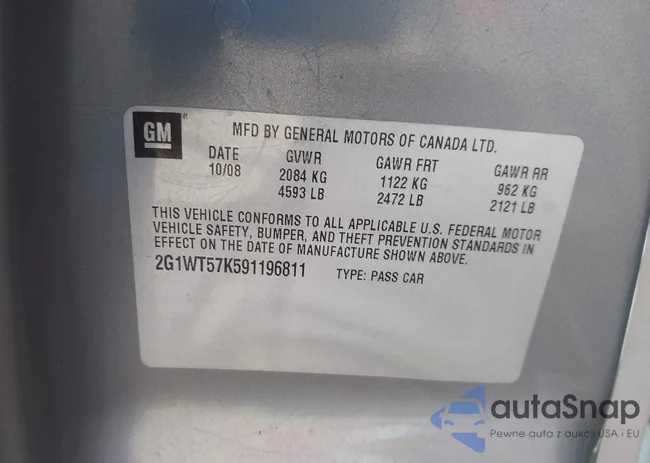 GM
MFD BY GENERAL MOTORS OF CANADA LTD.
DATE GVWR GAWR FRT GAWR RR
10/08 2084 KG 1122 KG 962 KG
4593 LB 2472 LB 2121 LB
THIS VEHICLE CONFORMS TO ALL APPLICABLE U.S. FEDERAL MOTOR
VEHICLE SAFETY, BUMPER, AND THEFT PREVENTION STANDARDS IN
EFFECT ON THE DATE OF MANUFACTURE SHOWN ABOVE.
2G1WT57K591196811 TYPE: PASS CAR
autaSnap
Pewne auta z aukcji USA i EU